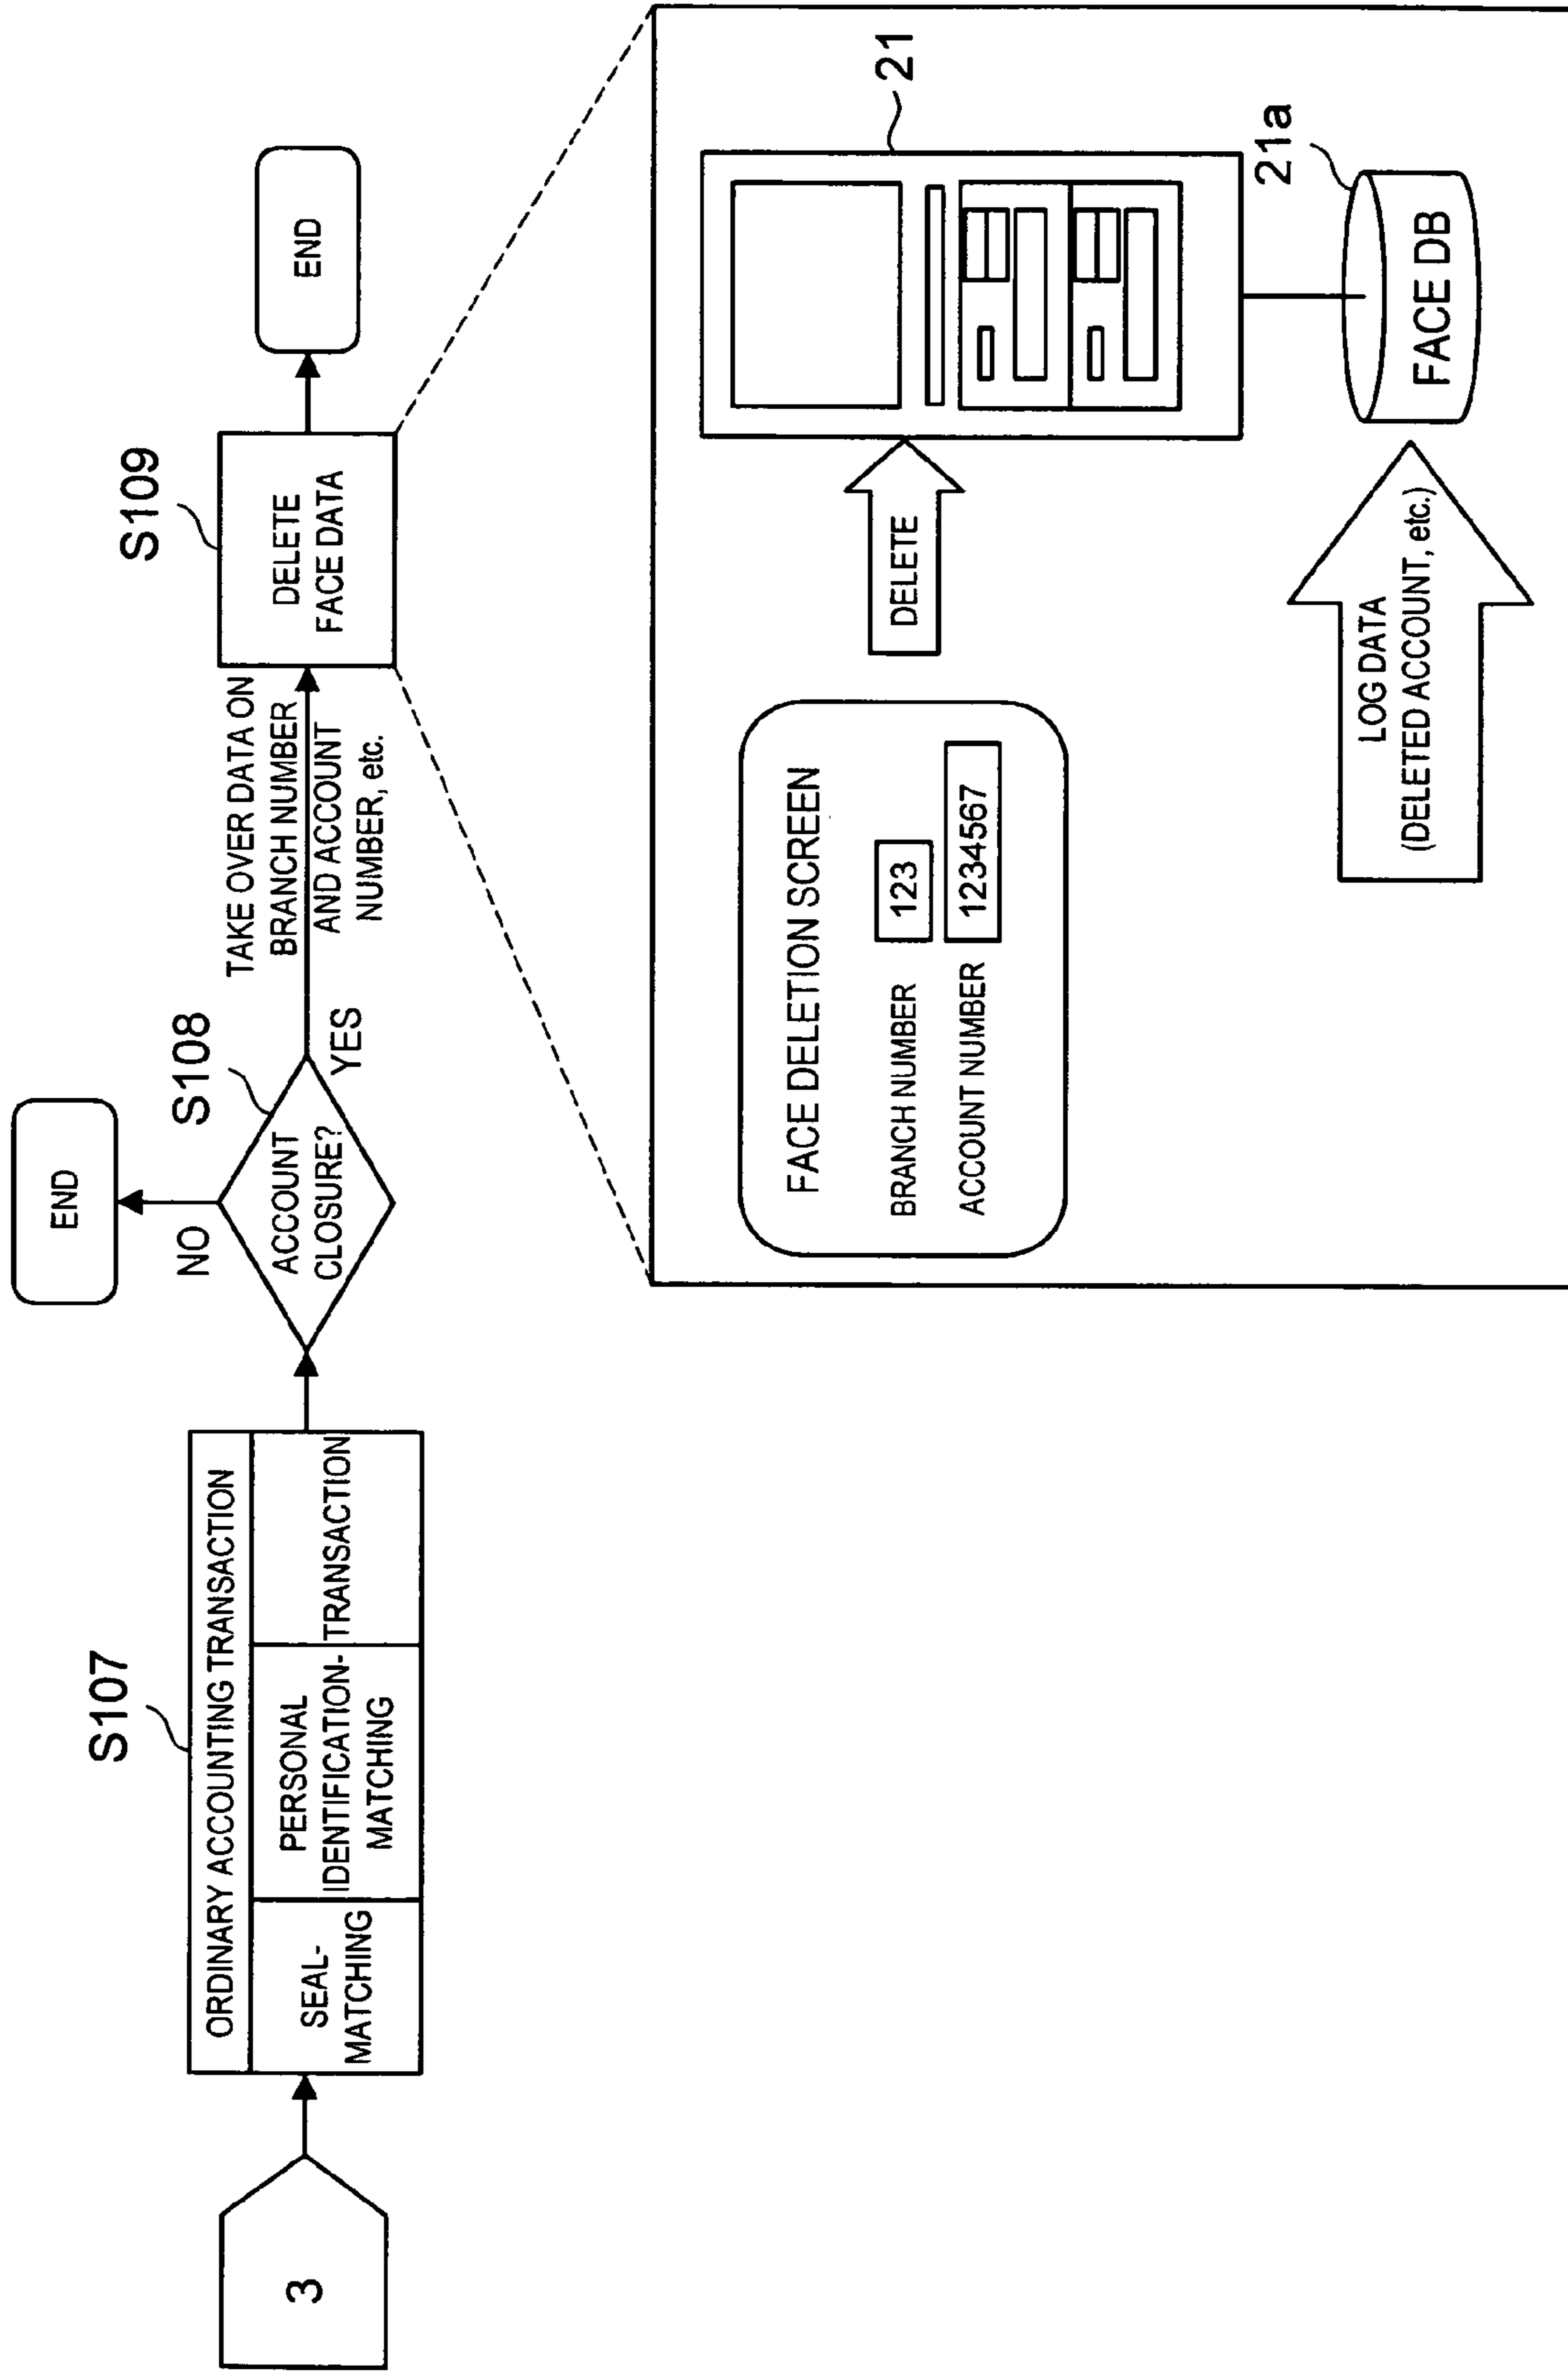 3
S107
ORDINARY ACCOUNTING TRANSACTION
SEAL-
MATCHING
PERSONAL
IDENTIFICATION-
MATCHING
TRANSACTION
S108
ACCOUNT
CLOSURE?
NO
END
YES
TAKE OVER DATA ON
BRANCH NUMBER
AND ACCOUNT
NUMBER, etc.
S109
DELETE
FACE DATA
END
FACE DELETION SCREEN
BRANCH NUMBER 123
ACCOUNT NUMBER 1234567
DELETE
21
LOG DATA
(DELETED ACCOUNT, etc.)
21a
FACE DB